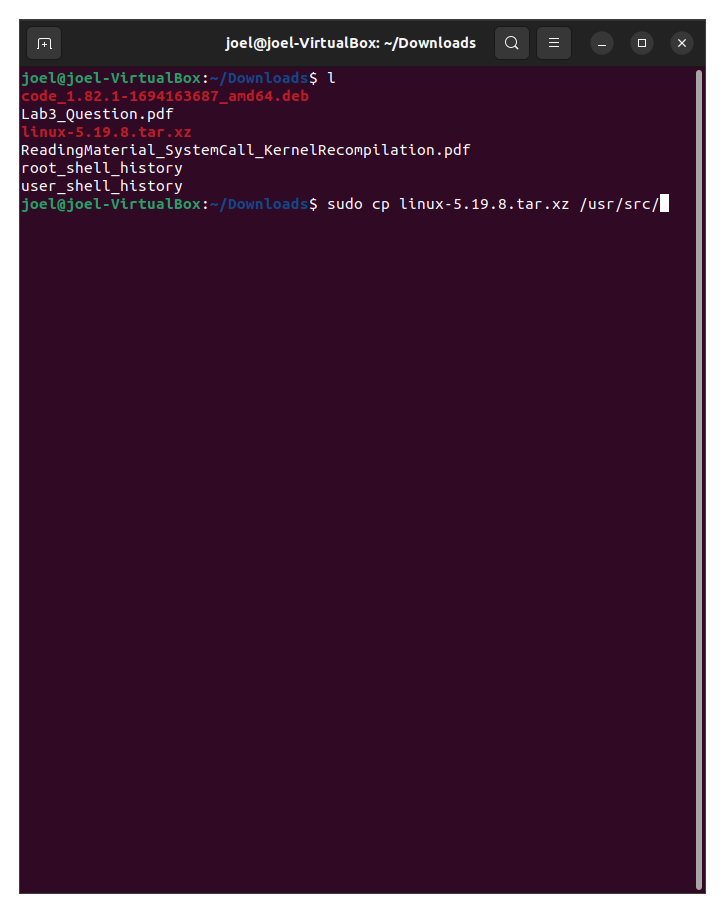 joel@joel-VirtualBox: ~/Downloads
joel@joel-VirtualBox:~/Downloads$ l
code_1.82.1-1694163687_amd64.deb
Lab3_Question.pdf
linux-5.19.8.tar.xz
ReadingMaterial_SystemCall_KernelRecompilation.pdf
root_shell_history
user_shell_history
joel@joel-VirtualBox:~/Downloads$ sudo cp linux-5.19.8.tar.xz /usr/src/